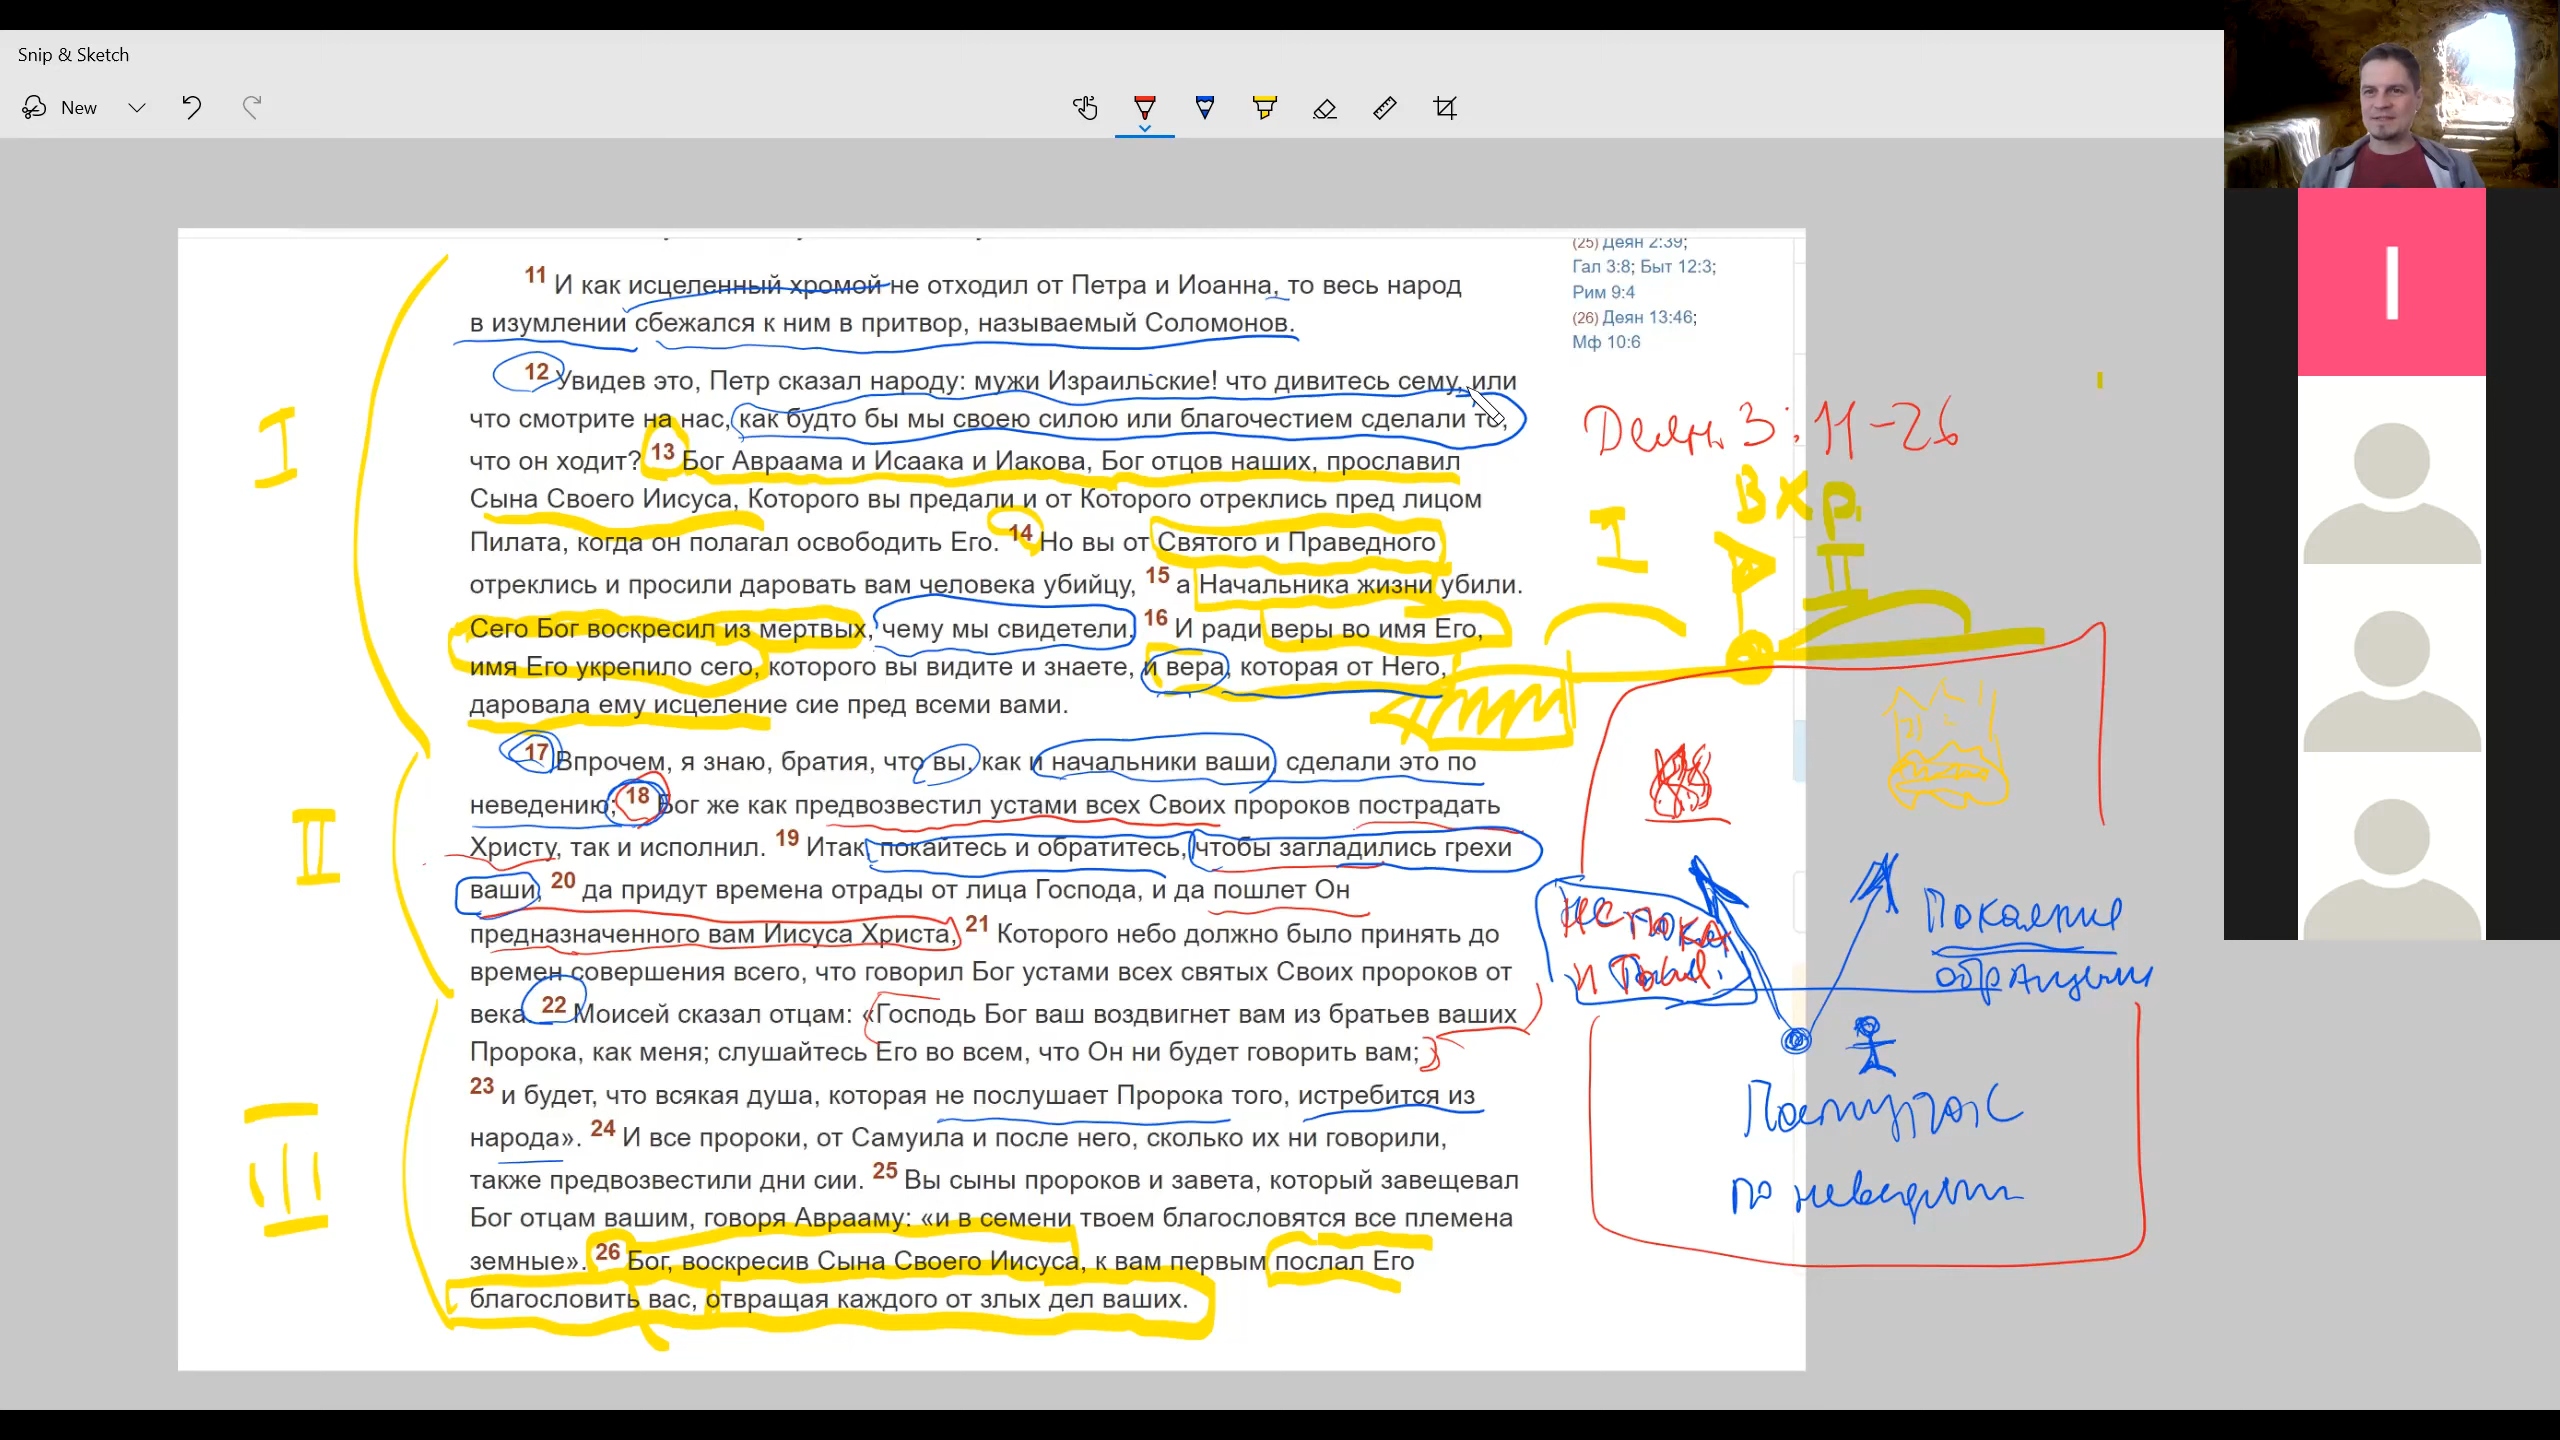 Snip & Sketch
New
(25) Деян 2:39;
Гал 3:8; Быт 12:3;
Рим 9:4
(26) Деян 13:46;
Мф 10:6
I
II
III
11 И как исцеленный хромой не отходил от Петра и Иоанна, то весь народ
в изумлении сбежался к ним в притвор, называемый Соломонов.
12 Увидев это, Петр сказал народу: мужи Израильские! что дивитесь сему, или
что смотрите на нас, как будто бы мы своею силою или благочестием сделали то,
что он ходит? 13 Бог Авраама и Исаака и Иакова, Бог отцов наших, прославил
Сына Своего Иисуса, Которого вы предали и от Которого отреклись пред лицом
Пилата, когда он полагал освободить Его. 14 Но вы от Святого и Праведного
отреклись и просили даровать вам человека убийцу, 15 а Начальника жизни убили.
Сего Бог воскресил из мертвых, чему мы свидетели. 16 И ради веры во имя Его,
имя Его укрепило сего, которого вы видите и знаете, и вера, которая от Него,
даровала ему исцеление сие пред всеми вами.
17 Впрочем, я знаю, братия, что вы, как и начальники ваши, сделали это по
неведению; 18 Бог же как предвозвестил устами всех Своих пророков пострадать
Христу, так и исполнил. 19 Итак, покайтесь и обратитесь, чтобы загладились грехи
ваши, 20 да придут времена отрады от лица Господа, и да пошлет Он
предназначенного вам Иисуса Христа, 21 Которого небо должно было принять до
времен совершения всего, что говорил Бог устами всех святых Своих пророков от
века. 22 Моисей сказал отцам: «Господь Бог ваш воздвигнет вам из братьев ваших
Пророка, как меня; слушайтесь Его во всем, что Он ни будет говорить вам;
23 и будет, что всякая душа, которая не послушает Пророка того, истребится из
народа». 24 И все пророки, от Самуила и после него, сколько их ни говорили,
также предвозвестили дни сии. 25 Вы сыны пророков и завета, который завещевал
Бог отцам вашим, говоря Аврааму: «и в семени твоем благословятся все племена
земные». 26 Бог, воскресив Сына Своего Иисуса, к вам первым послал Его
благословить вас, отвращая каждого от злых дел ваших.
Деян. 3:11-26
Вхр
I
II
Покаяние
Поступок
I